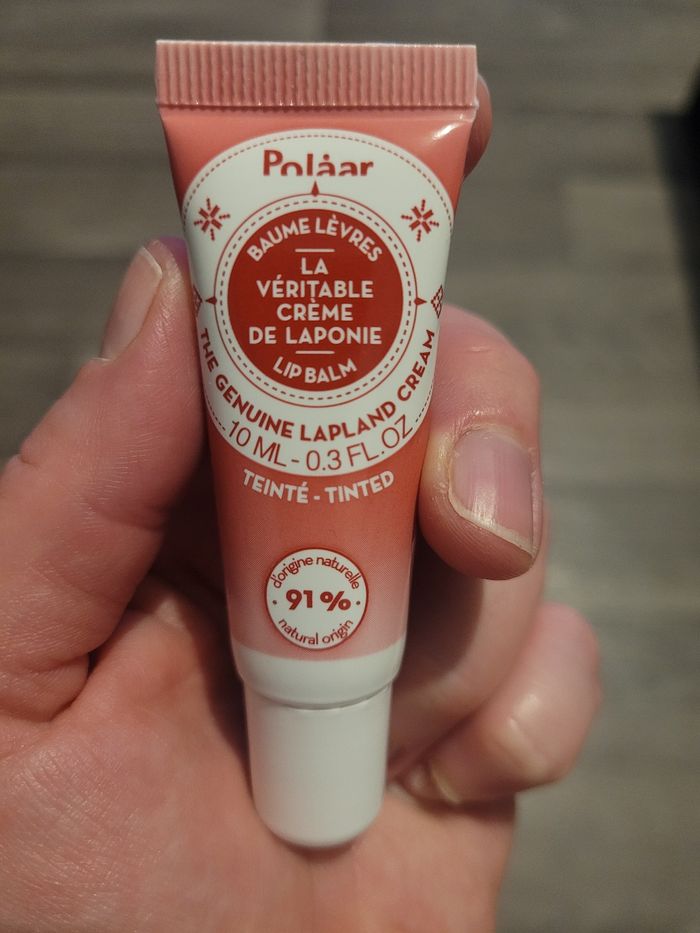 Polåar
BAUME LÈVRES
LA
VÉRITABLE
CRÈME
DE LAPONIE
LIP BALM
THE GENUINE LAPLAND CREAM
10 ML - 0.3 FL.OZ
TEINTÉ - TINTED
d'origine naturelle
91 %
natural origin